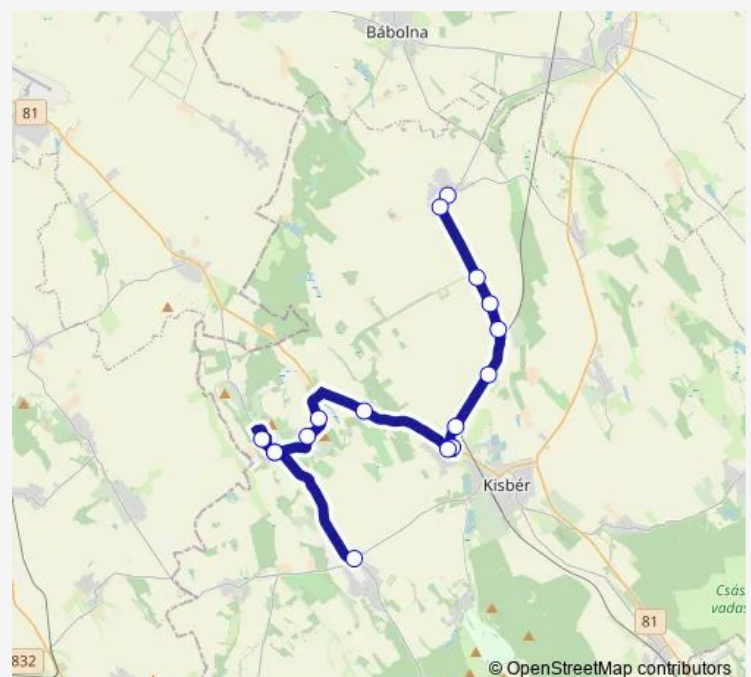 Bábolna
81
Kisbér
Csás
vadas
81
832
© OpenStreetMap contributors